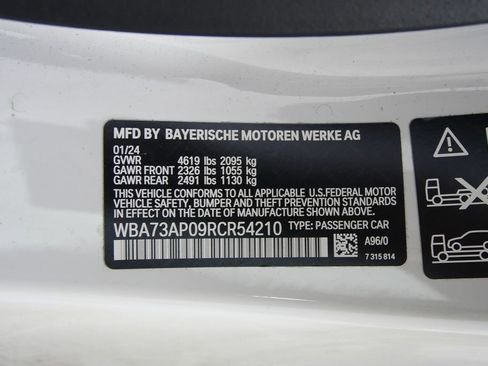 MFD BY BAYERISCHE MOTOREN WERKE AG
01/24
GVWR 4619 lbs 2095 kg
GAWR FRONT 2326 lbs 1055 kg
GAWR REAR 2491 lbs 1130 kg
THIS VEHICLE CONFORMS TO ALL APPLICABLE
U.S.FEDERAL MOTOR
VEHICLE SAFETY, BUMPER AND THEFT PREVENTION
STANDARDS IN EFFECT ON THE DATE OF
MANUFACTURE SHOWN ABOVE.
WBA73AP09RCR54210 TYPE: PASSENGER CAR
A96/0
7 315 814